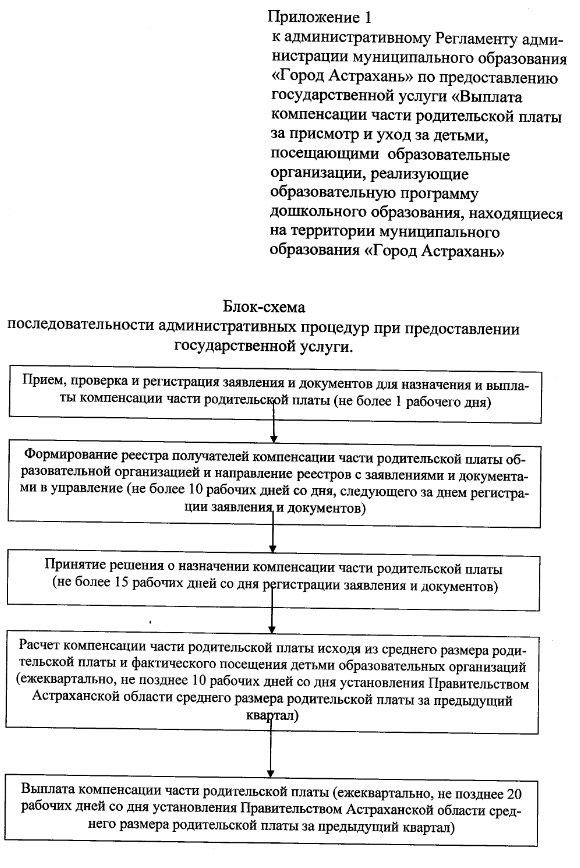 Приложение 1
к административному Регламенту адми-
нистрации муниципального образования
«Город Астрахань» по предоставлению
государственной услуги «Выплата
компенсации части родительской платы
за присмотр и уход за детьми,
посещающими образовательные
организации, реализующие
образовательную программу
дошкольного образования, находящиеся
на территории муниципального
образования «Город Астрахань»
Блок-схема
последовательности административных процедур при предоставлении
государственной услуги.
Прием, проверка и регистрация заявления и документов для назначения и выпла-
ты компенсации части родительской платы (не более 1 рабочего дня)
Формирование реестра получателей компенсации части родительской платы об-
разовательной организацией и направление реестров с заявлениями и документа-
ми в управление (не более 10 рабочих дней со дня, следующего за днем регистра-
ции заявления и документов)
Принятие решения о назначении компенсации части родительской платы
(не более 15 рабочих дней со дня регистрации заявления и документов)
Расчет компенсации части родительской платы исходя из среднего размера роди-
тельской платы и фактического посещения детьми образовательных организаций
(ежеквартально, не позднее 10 рабочих дней со дня установления Правительством
Астраханской области среднего размера родительской платы за предыдущий
квартал)
Выплата компенсации части родительской платы (ежеквартально, не позднее 20
рабочих дней со дня установления Правительством Астраханской области сред-
него размера родительской платы за предыдущий квартал)